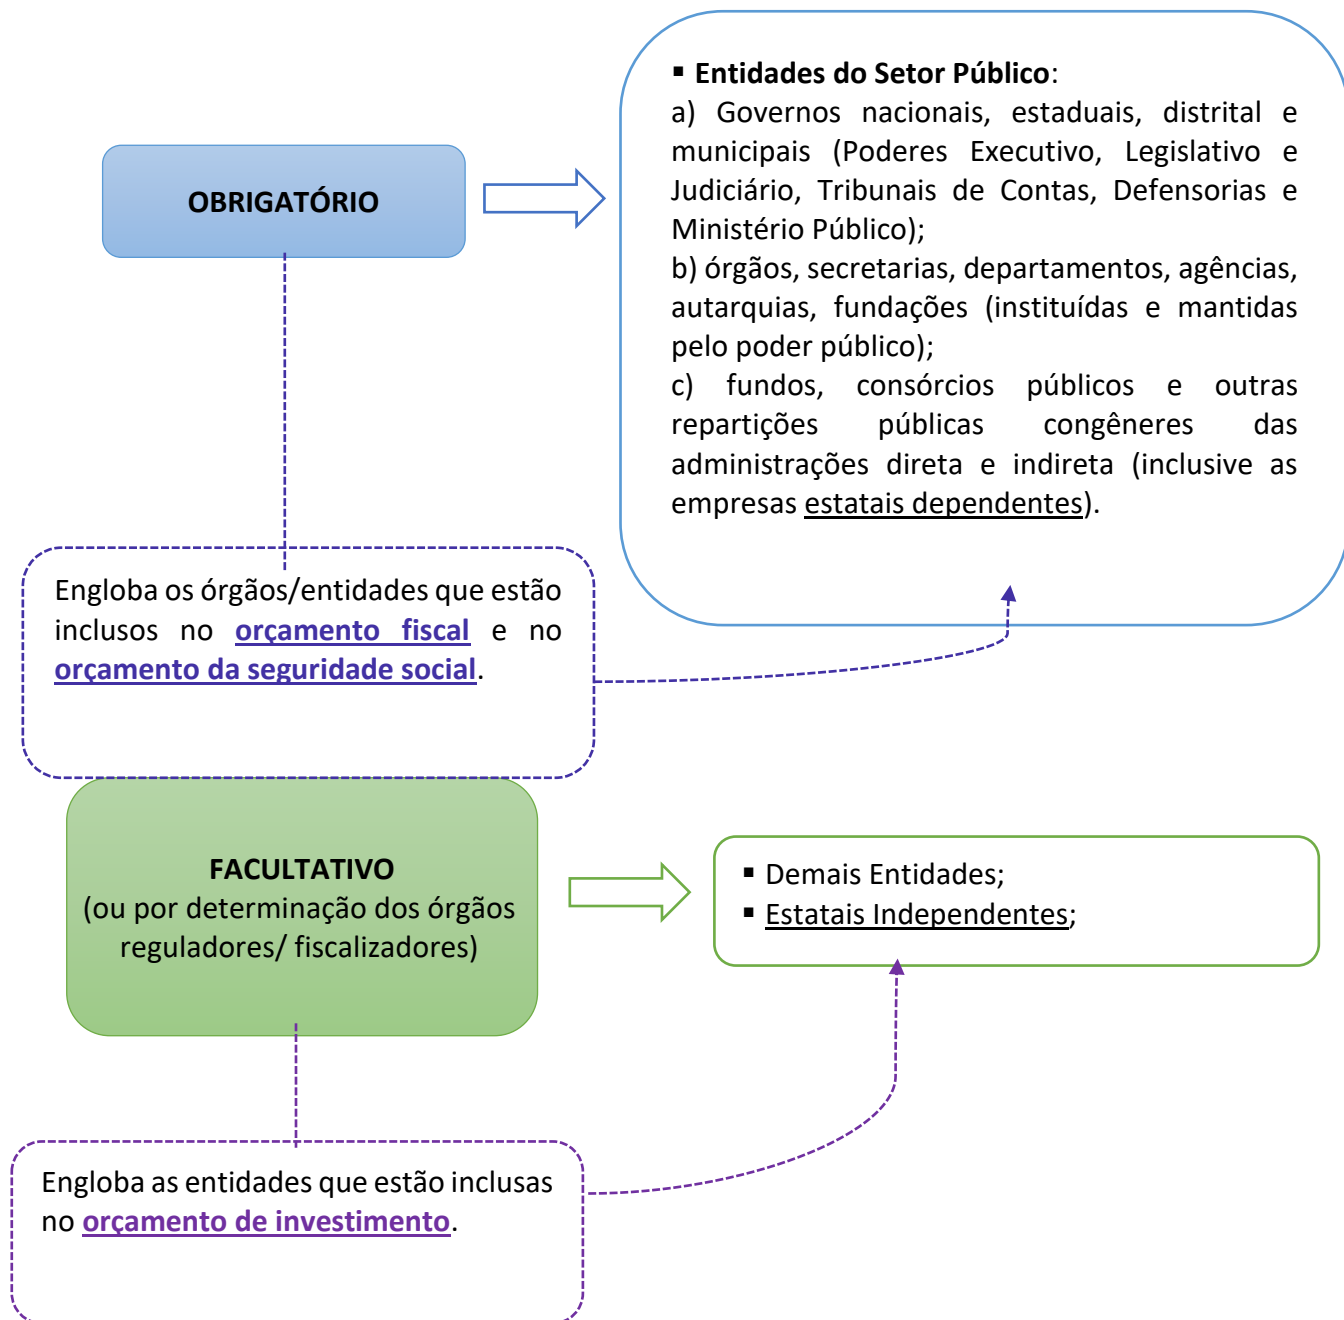 ▪ Entidades do Setor Público:
a) Governos nacionais, estaduais, distrital e
municipais (Poderes Executivo, Legislativo e
Judiciário, Tribunais de Contas, Defensorias e
Ministério Público);
b) órgãos, secretarias, departamentos, agências,
autarquias, fundações (instituídas e mantidas
pelo poder público);
c) fundos, consórcios públicos e outras
repartições públicas congêneres das
administrações direta e indireta (inclusive as
empresas estatais dependentes).
OBRIGATÓRIO
Engloba os órgãos/entidades que estão
inclusos no orçamento fiscal e no
orçamento da seguridade social.
FACULTATIVO
(ou por determinação dos órgãos
reguladores/ fiscalizadores)
▪ Demais Entidades;
▪ Estatais Independentes;
Engloba as entidades que estão inclusas
no orçamento de investimento.